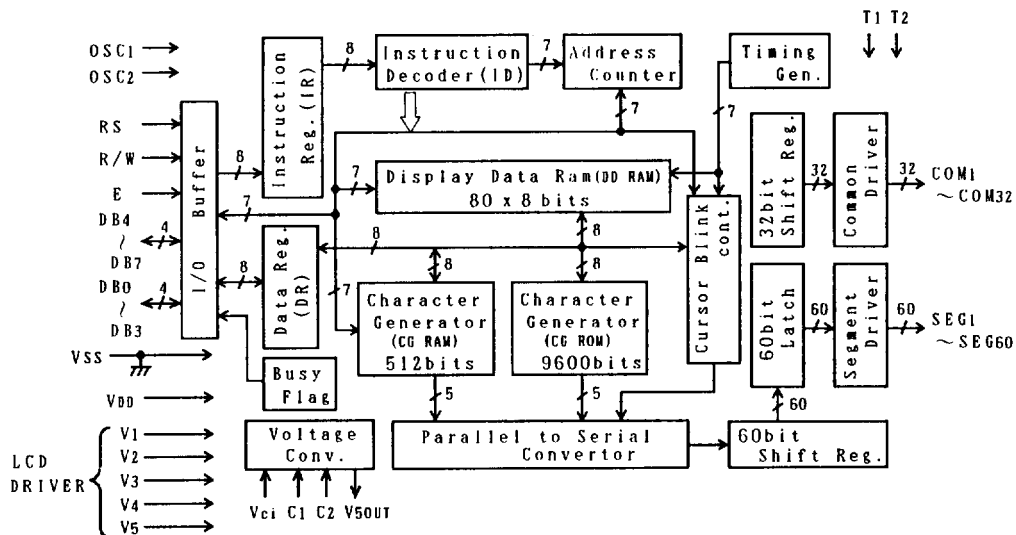 T1 T2
OSC1
OSC2
RS
R/W
E
DB4
~
DB7
DB0
~
DB3
VSS
VDD
LCD
DRIVER
V1
V2
V3
V4
V5
I/O Buffer
8
7
8
4
4
Instruction
Reg. (IR)
8
Instruction
Decoder(ID)
7
Address
Counter
7
Timing
Gen.
7
7
Display Data Ram(DD RAM)
80 x 8 bits
8
8
Data Reg.
(DR)
7
8
8
Character
Generator
(CG RAM)
512bits
Character
Generator
(CG ROM)
9600bits
Cursor Blink
cont.
Busy
Flag
5
5
Voltage
Conv.
Vci C1 C2 V5OUT
Parallel to Serial
Convertor
60bit
Shift Reg.
60
32bit
Shift Reg.
32
Common
Driver
32
COM1
~COM32
60bit
Latch
60
Segment
Driver
60
SEG1
~SEG60